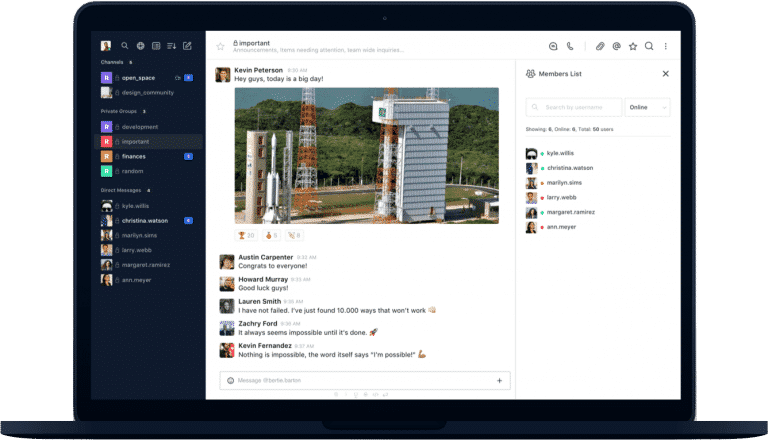 Channels 6
R open_space 6
design_community
Private Groups 3
R development
R important
R finances 1
R random
Direct Messages 4
kyle.willis
christina.watson 4
marilyn.sims
larry.webb
margaret.ramirez
ann.meyer
important
Announcements, items needing attention, team wide inquiries...
Kevin Peterson 9:30 AM
Hey guys, today is a big day!
20 6 9
Austin Carpenter 9:33 AM
Congrats to everyone!
Howard Murray 9:33 AM
Good luck guys!
Lauren Smith 9:35 AM
I have not failed. I've just found 10.000 ways that won't work 👊🏻
Zachry Ford 9:36 AM
It always seems impossible until it's done. 🚀
Kevin Fernandez 9:37 AM
Nothing is impossible, the word itself says "I'm possible!" 💪🏽
Message @bertie.barton
Members List
Search by username
Online
Showing: 6, Online: 6, Total: 50 users
kyle.willis
christina.watson
marilyn.sims
larry.webb
margaret.ramirez
ann.meyer